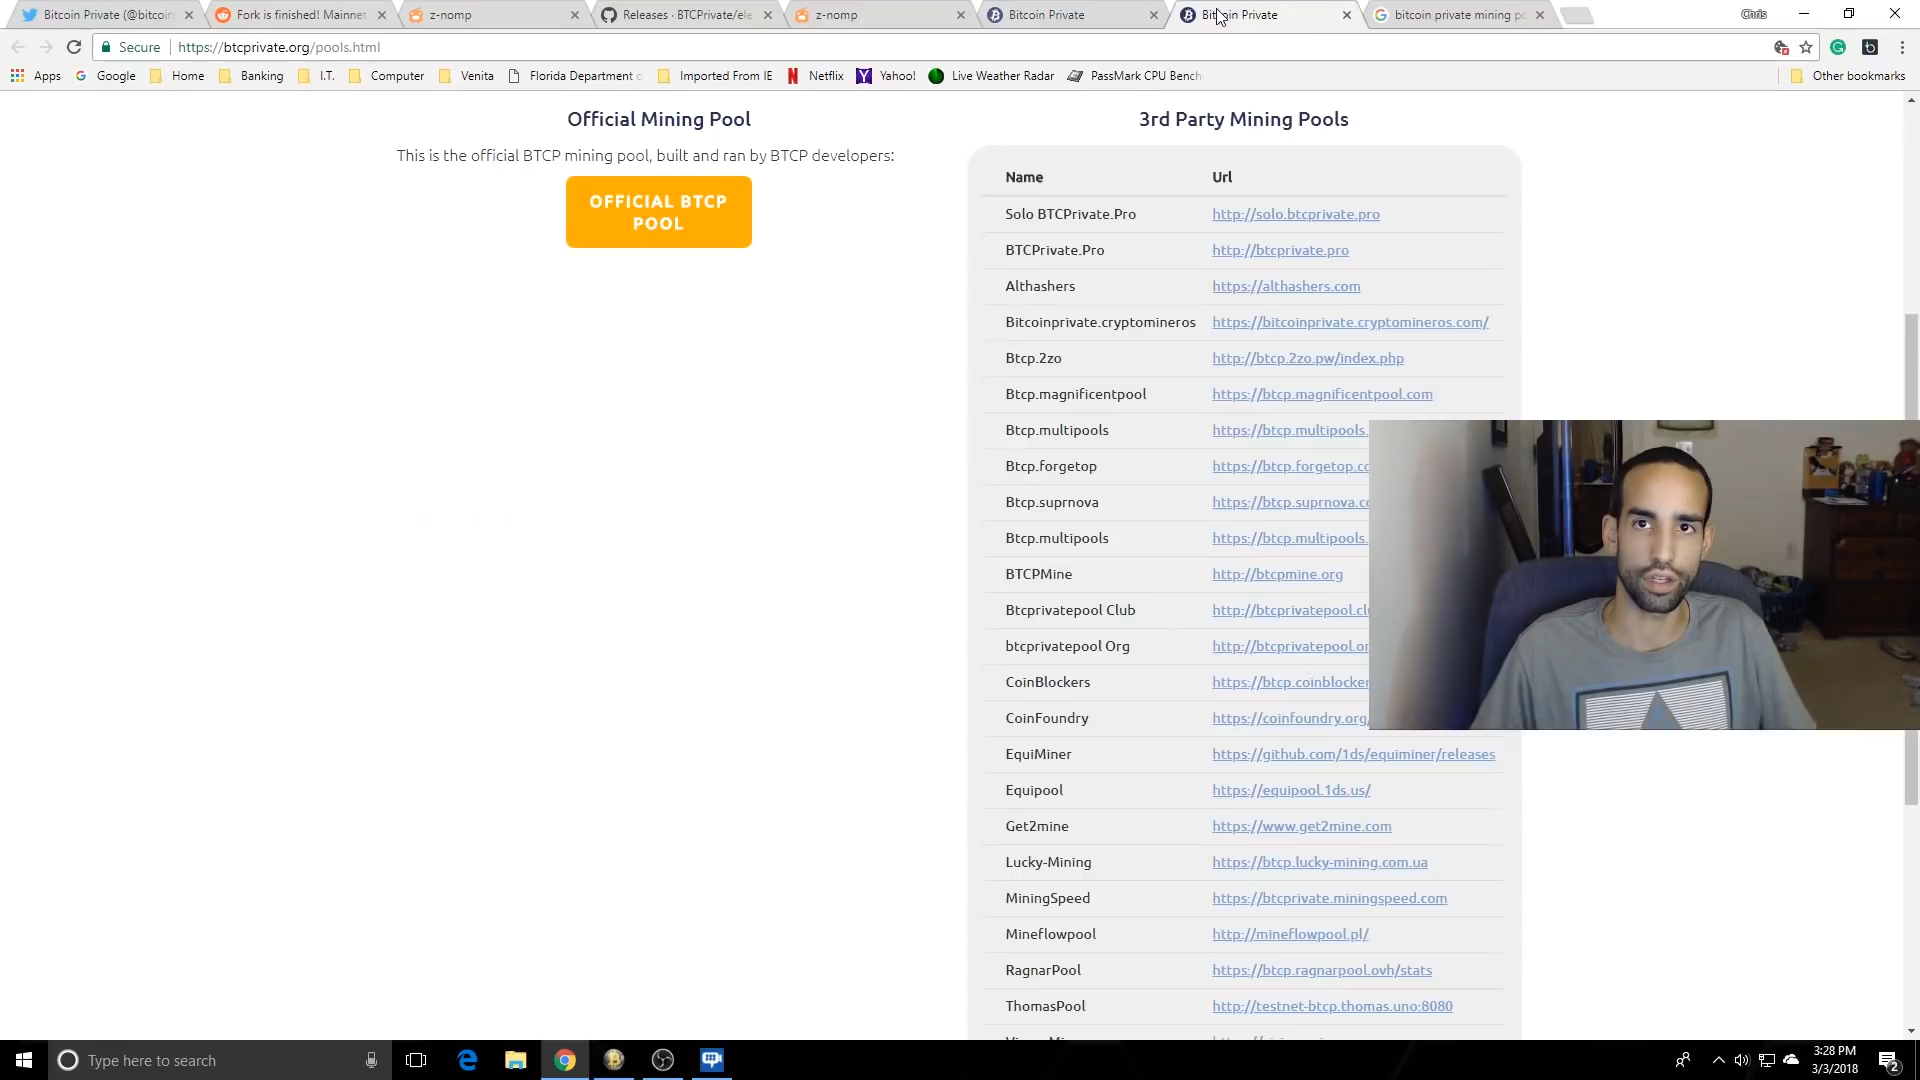 Bitcoin Private (@bitcoin
Fork is finished! Mainnet
z-nomp
Releases · BTCPrivate/ele
z-nomp
Bitcoin Private
Bitcoin Private
bitcoin private mining po
Chris
Secure
https://btcprivate.org/pools.html
Apps
Google
Home
Banking
I.T.
Computer
Venita
Florida Department o
Imported From IE
Netflix
Yahoo!
Live Weather Radar
PassMark CPU Bench
Other bookmarks
Official Mining Pool
This is the official BTCP mining pool, built and ran by BTCP developers:
OFFICIAL BTCP
POOL
3rd Party Mining Pools
Name Url
Solo BTCPrivate.Pro http://solo.btcprivate.pro
BTCPrivate.Pro http://btcprivate.pro
Althashers https://althashers.com
Bitcoinprivate.cryptomineros https://bitcoinprivate.cryptomineros.com/
Btcp.2zo http://btcp.2zo.pw/index.php
Btcp.magnificentpool https://btcp.magnificentpool.com
Btcp.multipools https://btcp.multipools.
Btcp.forgetop https://btcp.forgetop.co
Btcp.suprnova https://btcp.suprnova.co
Btcp.multipools https://btcp.multipools.
BTCPMine http://btcpmine.org
Btcprivatepool Club http://btcprivatepool.clu
btcprivatepool Org http://btcprivatepool.or
CoinBlockers https://btcp.coinblocker
CoinFoundry https://coinfoundry.org/
EquiMiner https://github.com/1ds/equiminer/releases
Equipool https://equipool.1ds.us/
Get2mine https://www.get2mine.com
Lucky-Mining https://btcp.lucky-mining.com.ua
MiningSpeed https://btcprivate.miningspeed.com
Mineflowpool http://mineflowpool.pl/
RagnarPool https://btcp.ragnarpool.ovh/stats
ThomasPool http://testnet-btcp.thomas.uno:8080
Type here to search
3:28 PM
3/3/2018
2